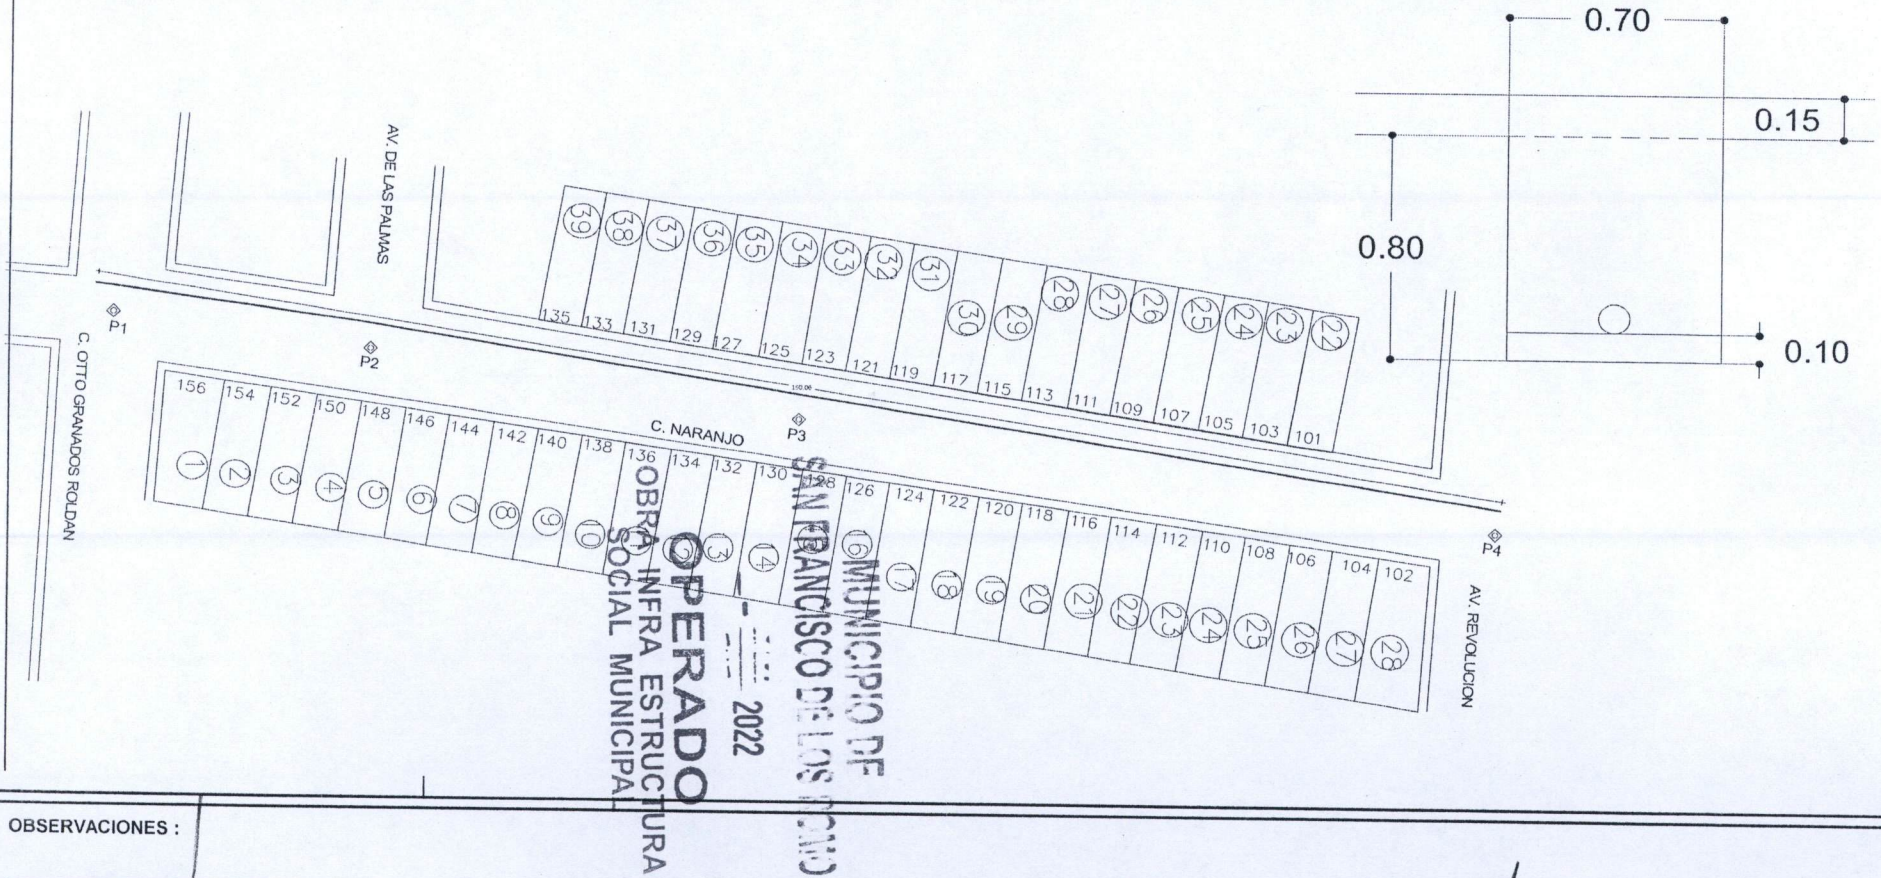 0.70
0.15
0.80
0.10
AV. DE LAS PALMAS
39 38 37 36 35 34 33 32 31 30 29 28 27 26 25 24 23 22
135 133 131 129 127 125 123 121 119 117 115 113 111 109 107 105 103 101
P1
P2
P3
P4
C. OTTO GRANADOS ROLDAN
C. NARANJO
156 154 152 150 148 146 144 142 140 138 136 134 132 130 128 126 124 122 120 118 116 114 112 110 108 106 104 102
1 2 3 4 5 6 7 8 9 10 13 14 16 17 18 19 20 21 22 23 24 25 26 27 28
AV. REVOLUCION
MUNICIPIO DE
SAN FRANCISCO DE LOS ROMO
2022
OPERADO
OBRA INFRA ESTRUCTURA
SOCIAL MUNICIPAL
OBSERVACIONES :